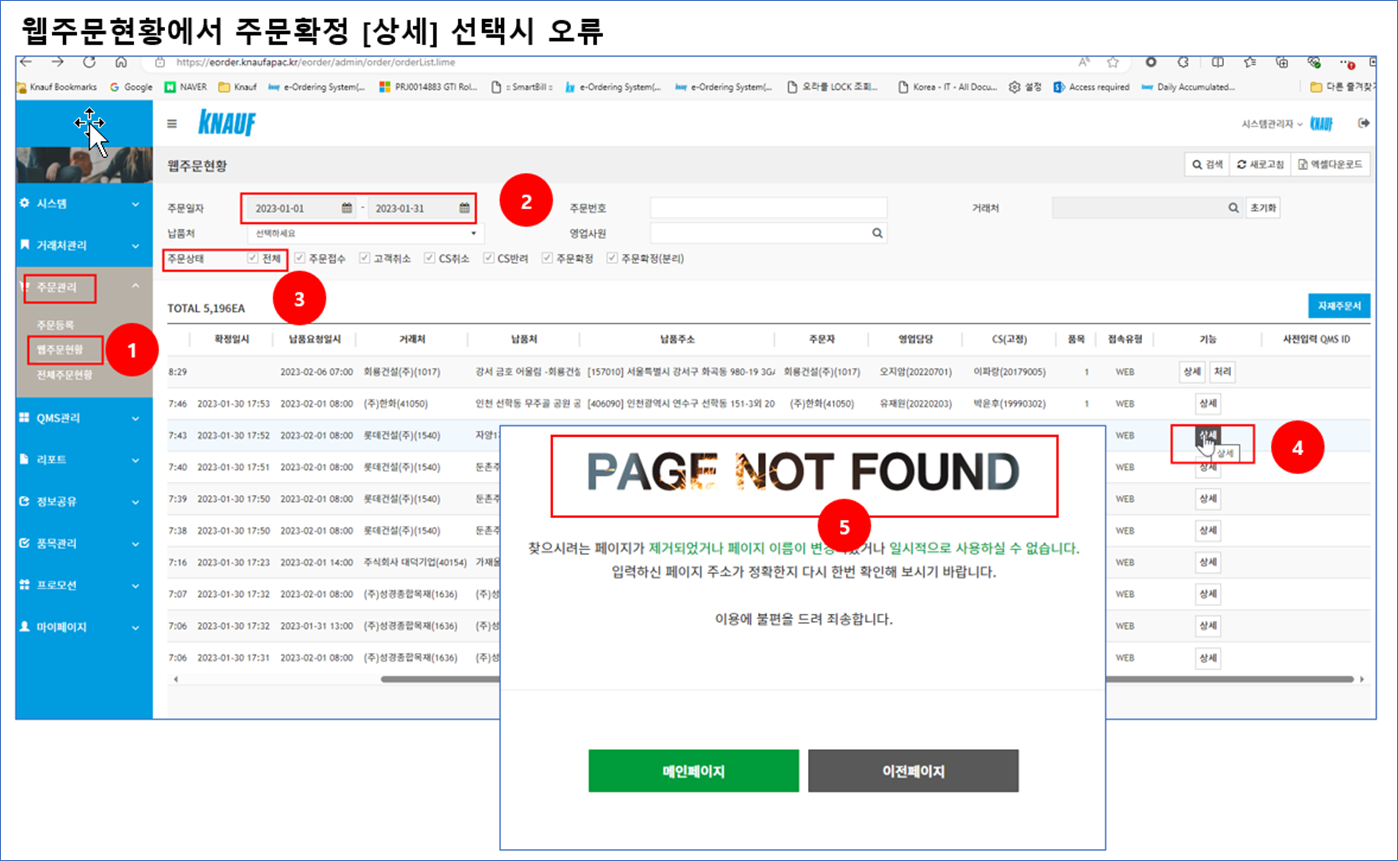 웹주문현황에서 주문확정 [상세] 선택시 오류
https://eorder.knaufapac.kr/eorder/admin/order/orderList.lime
Knauf Bookmarks Google NAVER Knauf e-Ordering System(... PRJ0014883 GTI Rol... :: SmartBill :: e-Ordering System(... e-Ordering System(... 오라클 LOCK 조회... Korea - IT - All Docu... 설정 Access required Daily Accumulated... 다른 즐겨찾기
KNAUF 시스템관리자 KNAUF
웹주문현황 검색 새로고침 엑셀다운로드
시스템
거래처관리
주문관리
주문등록
웹주문현황
전체주문현황
QMS관리
리포트
정보공유
품목관리
프로모션
마이페이지
주문일자 2023-01-01 - 2023-01-31 2 주문번호 거래처 초기화
납품처 선택하세요 영업사원
주문상태 전체 주문접수 고객취소 CS취소 CS반려 주문확정 주문확정(분리)
3
1
TOTAL 5,196EA 자재주문서
확정일시 납품요청일시 거래처 납품처 납품주소 주문자 영업담당 CS(고정) 품목 접속유형 기능 사전입력 QMS ID
8:29 2023-02-06 07:00 회룡건설(주)(1017) 강서 금호 어울림 -회룡건설 [157010] 서울특별시 강서구 화곡동 980-19 3G/ 회룡건설(주)(1017) 오지암(20220701) 이파랑(20179005) 1 WEB 상세 처리
7:46 2023-01-30 17:53 2023-02-01 08:00 (주)한화(41050) 인천 선학동 무주골 공원 공 [406090] 인천광역시 연수구 선학동 151-3외 20 (주)한화(41050) 유재원(20220203) 박윤후(19990302) 1 WEB 상세
7:43 2023-01-30 17:52 2023-02-01 08:00 롯데건설(주)(1540) 자양1 WEB 상세 상세 4
7:40 2023-01-30 17:51 2023-02-01 08:00 롯데건설(주)(1540) 둔촌주 WEB 상세
7:39 2023-01-30 17:50 2023-02-01 08:00 롯데건설(주)(1540) 둔촌주 WEB 상세
7:38 2023-01-30 17:50 2023-02-01 08:00 롯데건설(주)(1540) 둔촌주 WEB 상세
7:16 2023-01-30 17:23 2023-02-01 14:00 주식회사 대덕기업(40154) 가재울 WEB 상세
7:07 2023-01-30 17:32 2023-02-01 08:00 (주)성경종합목재(1636) (주)성 WEB 상세
7:06 2023-01-30 17:32 2023-01-31 13:00 (주)성경종합목재(1636) (주)성 WEB 상세
7:06 2023-01-30 17:31 2023-02-01 08:00 (주)성경종합목재(1636) (주)성 WEB 상세
PAGE NOT FOUND
5
찾으시려는 페이지가 제거되었거나 페이지 이름이 변경 었거나 일시적으로 사용하실 수 없습니다.
입력하신 페이지 주소가 정확한지 다시 한번 확인해 보시기 바랍니다.
이용에 불편을 드려 죄송합니다.
메인페이지 이전페이지